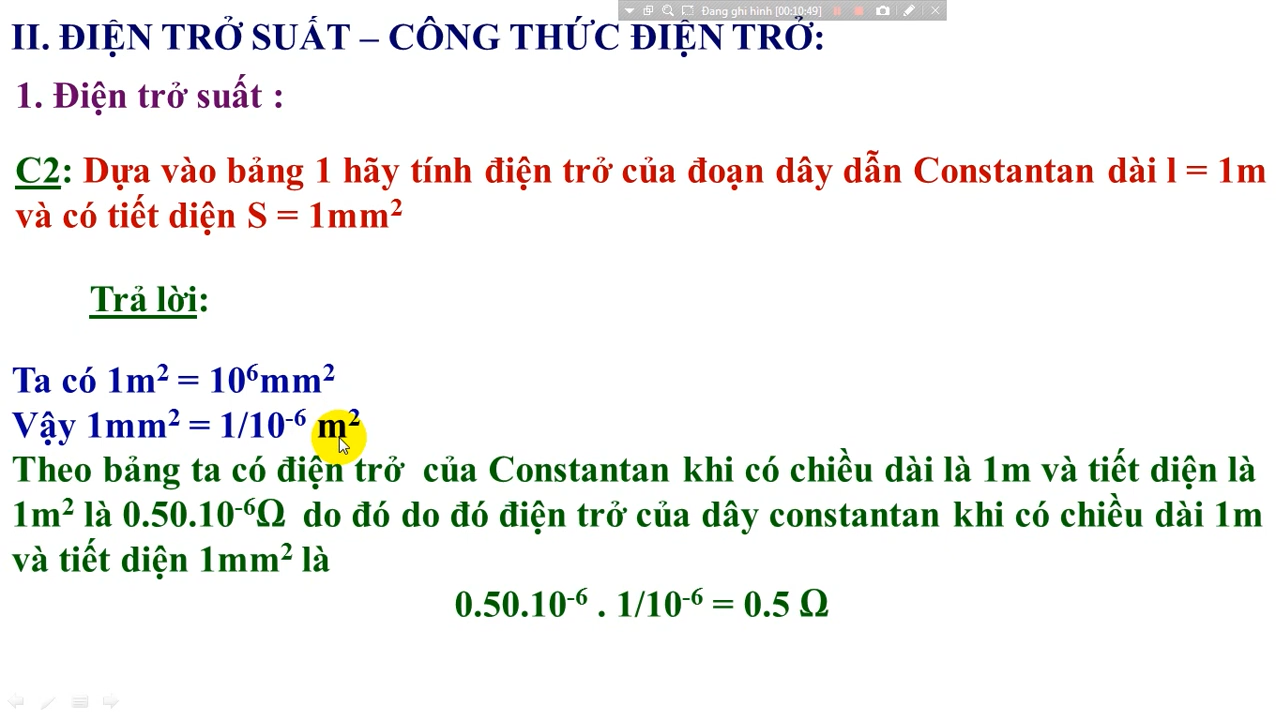 Đang ghi hình [00:10:49]
II. ĐIỆN TRỞ SUẤT – CÔNG THỨC ĐIỆN TRỞ:
1. Điện trở suất :
C2: Dựa vào bảng 1 hãy tính điện trở của đoạn dây dẫn Constantan dài l = 1m
và có tiết diện S = 1mm²
Trả lời:
Ta có 1m² = 10⁶mm²
Vậy 1mm² = 1/10⁻⁶ m²
Theo bảng ta có điện trở của Constantan khi có chiều dài là 1m và tiết diện là
1m² là 0.50.10⁻⁶Ω do đó do đó điện trở của dây constantan khi có chiều dài 1m
và tiết diện 1mm² là
0.50.10⁻⁶ . 1/10⁻⁶ = 0.5 Ω